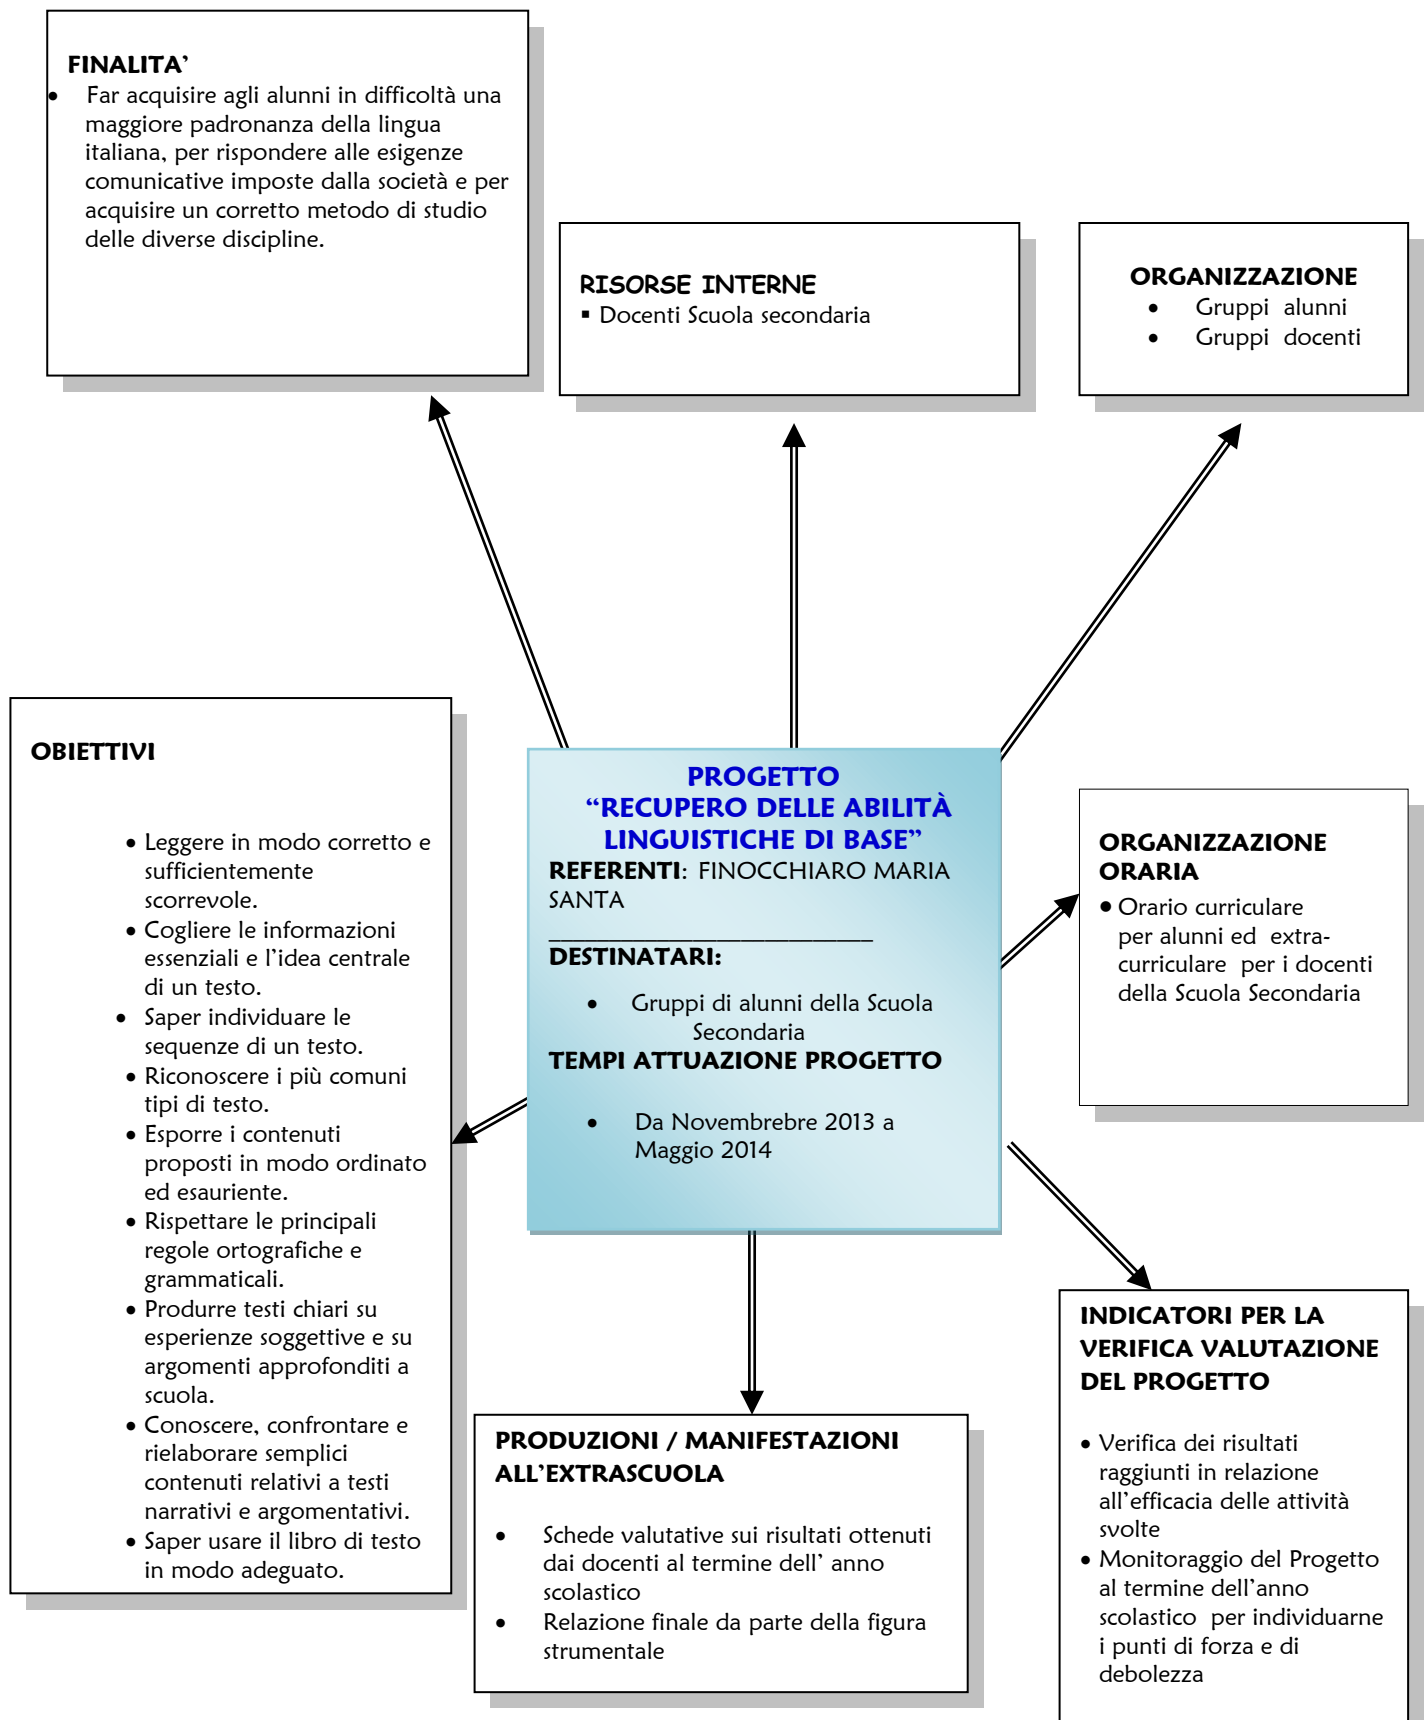 FINALITA’
• Far acquisire agli alunni in difficoltà una
maggiore padronanza della lingua
italiana, per rispondere alle esigenze
comunicative imposte dalla società e per
acquisire un corretto metodo di studio
delle diverse discipline.
RISORSE INTERNE
▪ Docenti Scuola secondaria
ORGANIZZAZIONE
• Gruppi alunni
• Gruppi docenti
OBIETTIVI
• Leggere in modo corretto e
sufficientemente
scorrevole.
• Cogliere le informazioni
essenziali e l’idea centrale
di un testo.
• Saper individuare le
sequenze di un testo.
• Riconoscere i più comuni
tipi di testo.
• Esporre i contenuti
proposti in modo ordinato
ed esauriente.
• Rispettare le principali
regole ortografiche e
grammaticali.
• Produrre testi chiari su
esperienze soggettive e su
argomenti approfonditi a
scuola.
• Conoscere, confrontare e
rielaborare semplici
contenuti relativi a testi
narrativi e argomentativi.
• Saper usare il libro di testo
in modo adeguato.
PROGETTO
“RECUPERO DELLE ABILITÀ
LINGUISTICHE DI BASE”
REFERENTI: FINOCCHIARO MARIA
SANTA
___________________________
DESTINATARI:
• Gruppi di alunni della Scuola
Secondaria
TEMPI ATTUAZIONE PROGETTO
• Da Novembrebre 2013 a
Maggio 2014
ORGANIZZAZIONE
ORARIA
• Orario curriculare
per alunni ed extra-
curriculare per i docenti
della Scuola Secondaria
PRODUZIONI / MANIFESTAZIONI
ALL’EXTRASCUOLA
• Schede valutative sui risultati ottenuti
dai docenti al termine dell’ anno
scolastico
• Relazione finale da parte della figura
strumentale
INDICATORI PER LA
VERIFICA VALUTAZIONE
DEL PROGETTO
• Verifica dei risultati
raggiunti in relazione
all’efficacia delle attività
svolte
• Monitoraggio del Progetto
al termine dell’anno
scolastico per individuarne
i punti di forza e di
debolezza